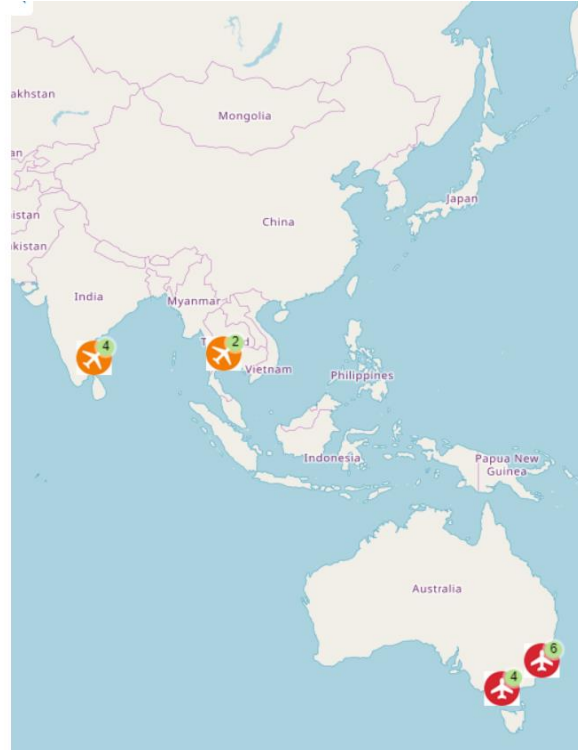 akhstan
Mongolia
an
Japan
istan
China
kistan
India
Myanmar
4
2
Vietnam
Philippines
Indonesia
Papua New
Guinea
Australia
6
4